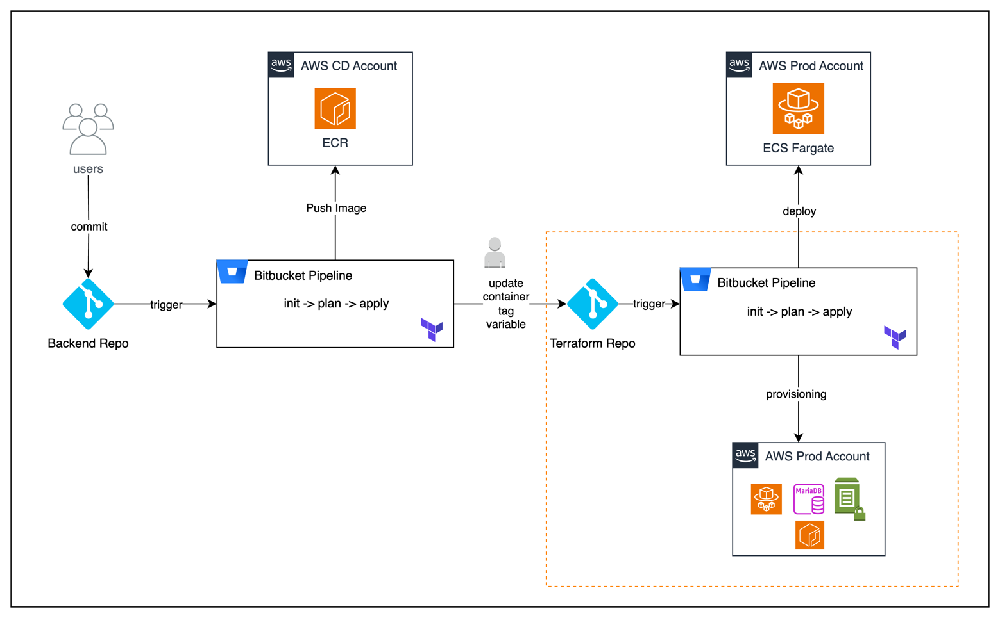 aws
AWS CD Account
ECR
aws
AWS Prod Account
ECS Fargate
users
commit
Push Image
deploy
Backend Repo
trigger
Bitbucket Pipeline
init -> plan -> apply
update
container
tag
variable
Terraform Repo
trigger
Bitbucket Pipeline
init -> plan -> apply
provisioning
aws
AWS Prod Account
MariaDB